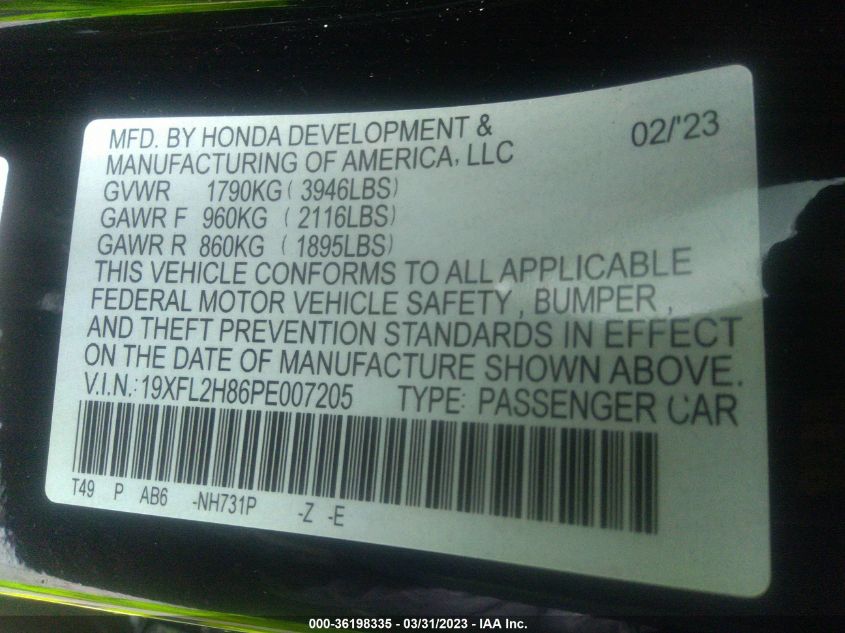 MFD. BY HONDA DEVELOPMENT & 02/'23
MANUFACTURING OF AMERICA, LLC
GVWR 1790KG ( 3946LBS)
GAWR F 960KG ( 2116LBS)
GAWR R 860KG ( 1895LBS)
THIS VEHICLE CONFORMS TO ALL APPLICABLE
FEDERAL MOTOR VEHICLE SAFETY , BUMPER ,
AND THEFT PREVENTION STANDARDS IN EFFECT
ON THE DATE OF MANUFACTURE SHOWN ABOVE.
V.I.N.: 19XFL2H86PE007205 TYPE: PASSENGER CAR
T49 P AB6 -NH731P -Z -E
000-36198335 - 03/31/2023 - IAA Inc.